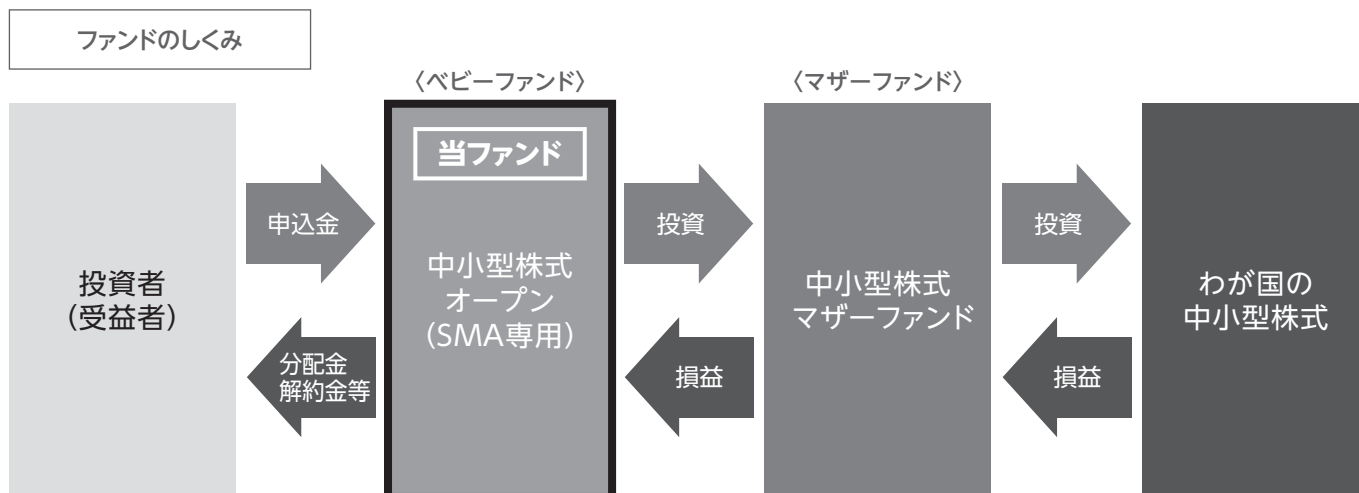 ファンドのしくみ
〈ベビーファンド〉
〈マザーファンド〉
投資者
(受益者)
申込金
分配金
解約金等
当ファンド
中小型株式
オープン
(SMA専用)
投資
損益
中小型株式
マザーファンド
投資
損益
わが国の
中小型株式